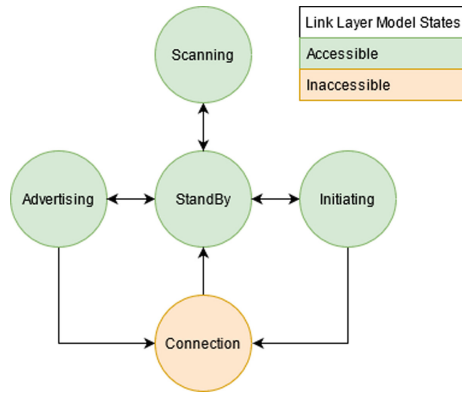 Scanning
Link Layer Model States
Accessible
Inaccessible
Advertising
StandBy
Initiating
Connection